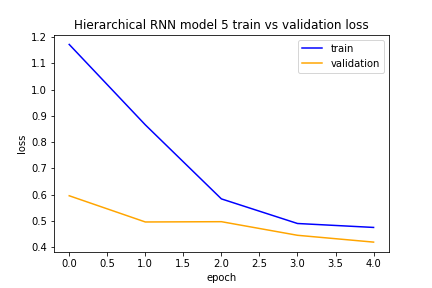 Hierarchical RNN model 5 train vs validation loss
train
validation
loss
1.2
1.1
1.0
0.9
0.8
0.7
0.6
0.5
0.4
0.0 0.5 1.0 1.5 2.0 2.5 3.0 3.5 4.0
epoch